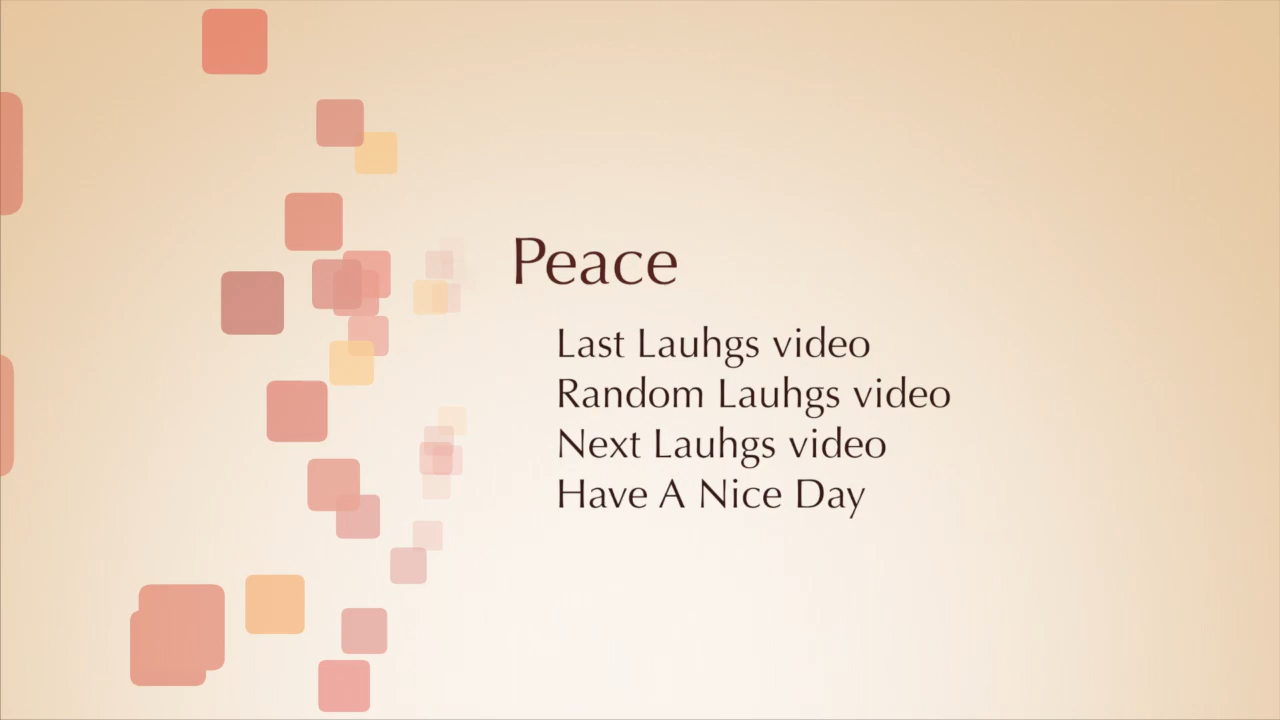 Peace
Last Lauhgs video
Random Lauhgs video
Next Lauhgs video
Have A Nice Day